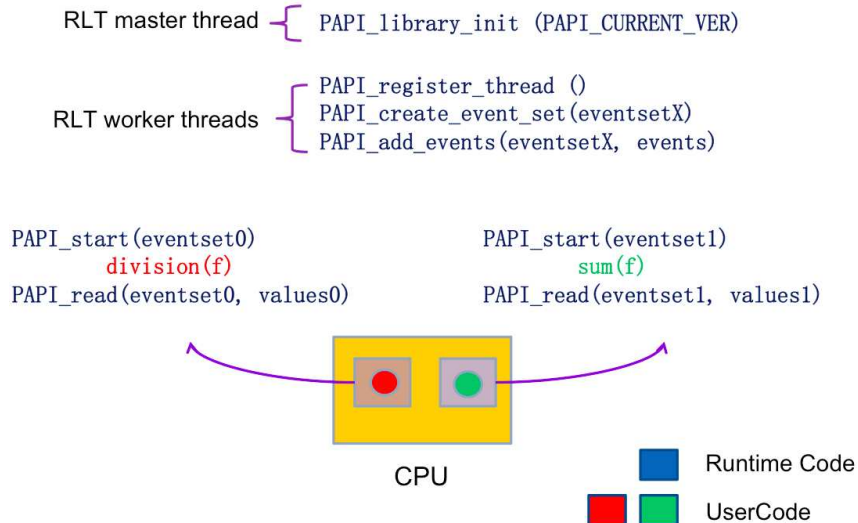 RLT master thread
PAPI_library_init (PAPI_CURRENT_VER)
RLT worker threads
PAPI_register_thread ()
PAPI_create_event_set(eventsetX)
PAPI_add_events(eventsetX, events)
PAPI_start(eventset0)
division(f)
PAPI_read(eventset0, values0)
PAPI_start(eventset1)
sum(f)
PAPI_read(eventset1, values1)
CPU
Runtime Code
UserCode